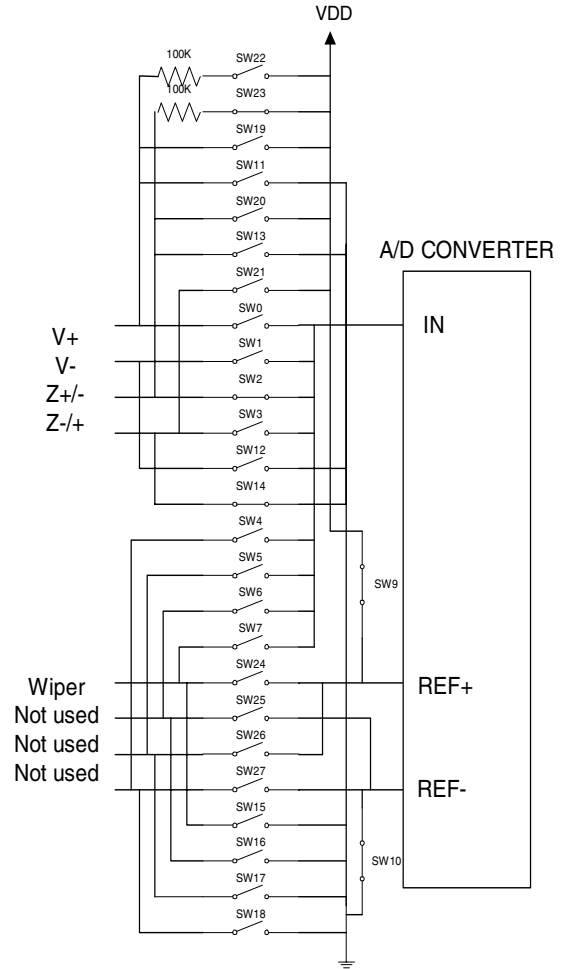 VDD
100K
SW22
100K
SW23
SW19
SW11
SW20
SW13
A/D CONVERTER
SW21
V+
SW0
IN
V-
SW1
Z+/-
SW2
Z-/+
SW3
SW12
SW14
SW4
SW5
SW9
SW6
SW7
Wiper
SW24
REF+
Not used
SW25
Not used
SW26
Not used
SW27
REF-
SW15
SW16
SW10
SW17
SW18